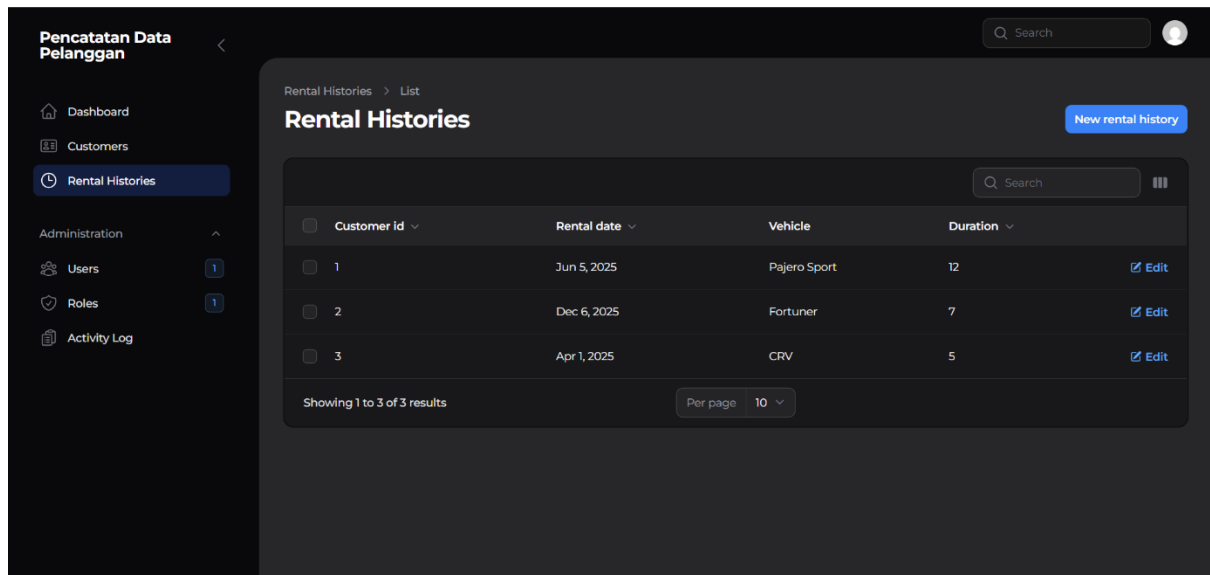 Pencatatan Data
Pelanggan
Search
Dashboard
Customers
Rental Histories
Administration
Users 1
Roles 1
Activity Log
Rental Histories > List
Rental Histories
New rental history
Search
Customer id Rental date Vehicle Duration
1 Jun 5, 2025 Pajero Sport 12 Edit
2 Dec 6, 2025 Fortuner 7 Edit
3 Apr 1, 2025 CRV 5 Edit
Showing 1 to 3 of 3 results Per page 10